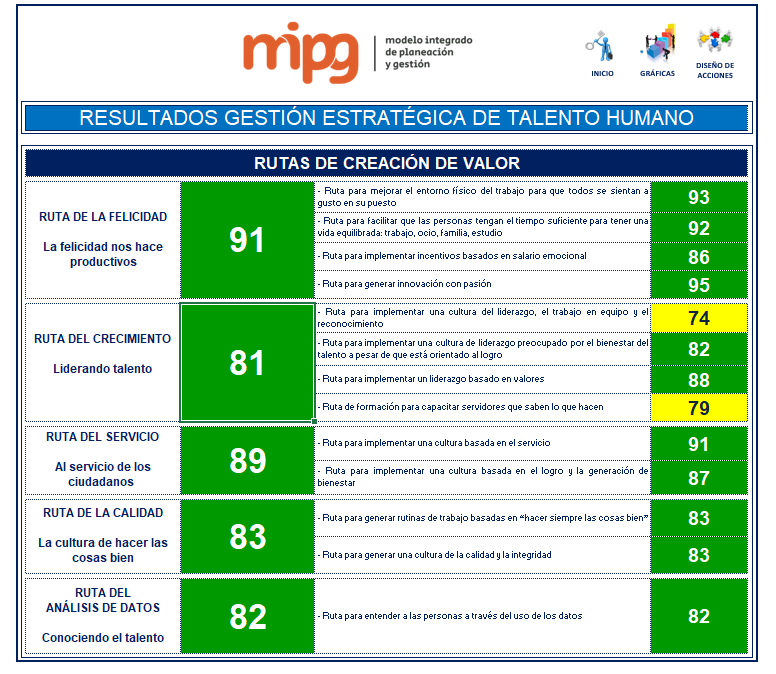 mipg
modelo integrado
de planeación
y gestión
INICIO
GRÁFICAS
DISEÑO DE
ACCIONES
RESULTADOS GESTIÓN ESTRATÉGICA DE TALENTO HUMANO
RUTAS DE CREACIÓN DE VALOR
RUTA DE LA FELICIDAD
La felicidad nos hace
productivos
91
- Ruta para mejorar el entorno físico del trabajo para que todos se sientan a
gusto en su puesto
93
- Ruta para facilitar que las personas tengan el tiempo suficiente para tener una
vida equilibrada: trabajo, ocio, familia, estudio
92
- Ruta para implementar incentivos basados en salario emocional
86
- Ruta para generar innovación con pasión
95
RUTA DEL CRECIMIENTO
Liderando talento
81
- Ruta para implementar una cultura del liderazgo, el trabajo en equipo y el
reconocimiento
74
- Ruta para implementar una cultura de liderazgo preocupado por el bienestar del
talento a pesar de que está orientado al logro
82
- Ruta para implementar un liderazgo basado en valores
88
- Ruta de formación para capacitar servidores que saben lo que hacen
79
RUTA DEL SERVICIO
Al servicio de los
ciudadanos
89
- Ruta para implementar una cultura basada en el servicio
91
- Ruta para implementar una cultura basada en el logro y la generación de
bienestar
87
RUTA DE LA CALIDAD
La cultura de hacer las
cosas bien
83
- Ruta para generar rutinas de trabajo basadas en “hacer siempre las cosas bien”
83
- Ruta para generar una cultura de la calidad y la integridad
83
RUTA DEL
ANÁLISIS DE DATOS
Conociendo el talento
82
- Ruta para entender a las personas a través del uso de los datos
82